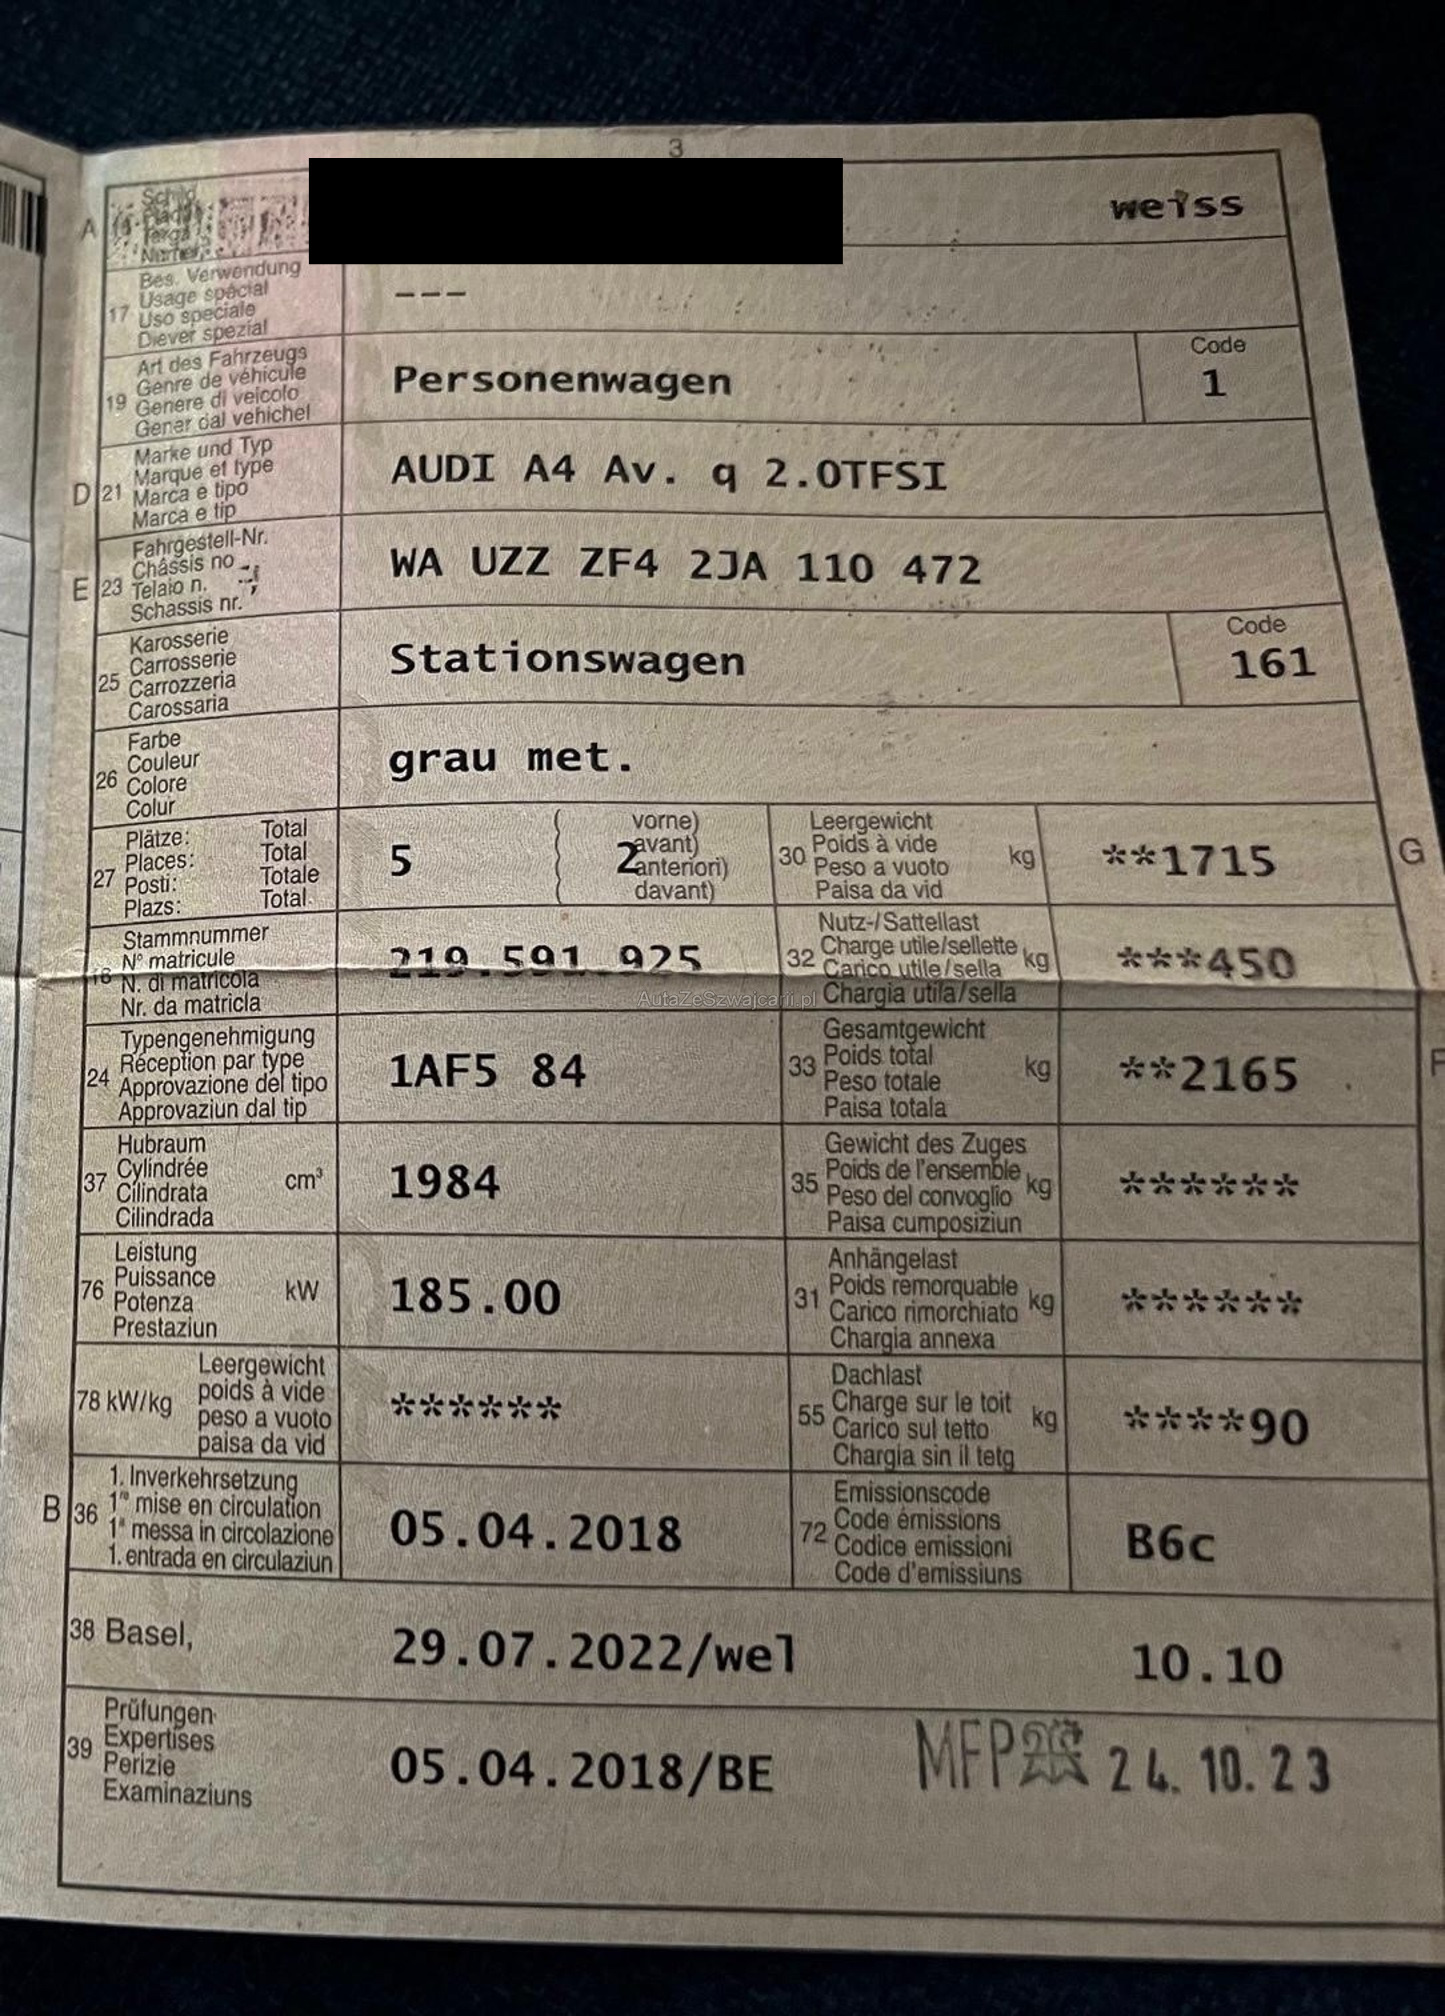 3
A Schild weiss
17 Bes. Verwendung
Usage spécial
Uso speciale
Diever spezial
---
19 Art des Fahrzeugs
Genre de véhicule
Genere di veicolo
Gener dal vehichel
Personenwagen
Code
1
D 21 Marke und Typ
Marque et type
Marca e tipo
Marca e tip
AUDI A4 Av. q 2.0TFSI
E 23 Fahrgestell-Nr.
Châssis no
Telaio n.
Schassis nr.
WA UZZ ZF4 2JA 110 472
25 Karosserie
Carrosserie
Carrozzeria
Carossaria
Stationswagen
Code
161
26 Farbe
Couleur
Colore
Colur
grau met.
27 Plätze: Total
Places: Total
Posti: Totale
Plazs: Total
5
2
vorne)
avant)
anteriori)
davant)
30 Leergewicht
Poids à vide
Peso a vuoto
Paisa da vid
kg
**1715
G
18 Stammnummer
N° matricule
N. di matricola
Nr. da matricla
219.591.925
32 Nutz-/Sattellast
Charge utile/sellette
Carico utile/sella
Chargia utila/sella
kg
***450
AutaZeSzwajcarii.pl
24 Typengenehmigung
Réception par type
Approvazione del tipo
Approvaziun dal tip
1AF5 84
33 Gesamtgewicht
Poids total
Peso totale
Paisa totala
kg
**2165
F
37 Hubraum
Cylindrée
Cilindrata
Cilindrada
cm³
1984
35 Gewicht des Zuges
Poids de l'ensemble
Peso del convoglio
Paisa cumposiziun
kg
******
76 Leistung
Puissance
Potenza
Prestaziun
kW
185.00
31 Anhängelast
Poids remorquable
Carico rimorchiato
Chargia annexa
kg
******
78 kW/kg
Leergewicht
poids à vide
peso a vuoto
paisa da vid
******
55 Dachlast
Charge sur le toit
Carico sul tetto
Chargia sin il tetg
kg
****90
B 36 1. Inverkehrsetzung
1re mise en circulation
1a messa in circolazione
1. entrada en circulaziun
05.04.2018
72 Emissionscode
Code émissions
Codice emissioni
Code d'emissiuns
B6c
38 Basel,
29.07.2022/wel 10.10
39 Prüfungen
Expertises
Perizie
Examinaziuns
05.04.2018/BE
MFP 24.10.23